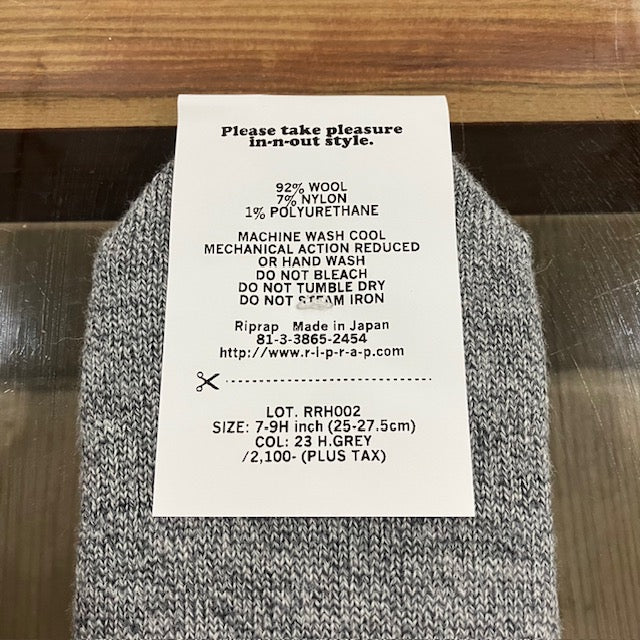 Please take pleasure
in-n-out style.
92% WOOL
7% NYLON
1% POLYURETHANE
MACHINE WASH COOL
MECHANICAL ACTION REDUCED
OR HAND WASH
DO NOT BLEACH
DO NOT TUMBLE DRY
DO NOT STEAM IRON
Riprap Made in Japan
81-3-3865-2454
http://www.r-i-p-r-a-p.com
LOT. RRH002
SIZE: 7-9H inch (25-27.5cm)
COL: 23 H.GREY
/2,100- (PLUS TAX)